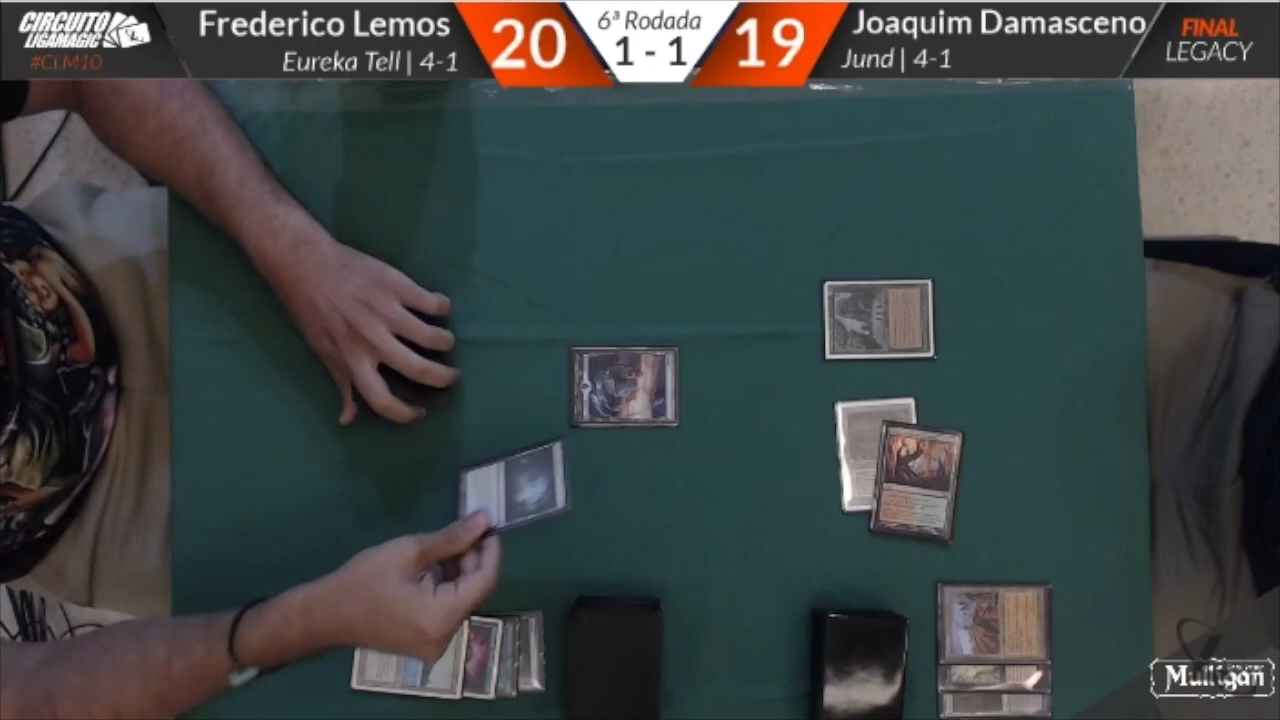 CIRCUITO
LIGAMAGIC
#CLM10
Frederico Lemos
Eureka Tell | 4-1
20
6ª Rodada
1 - 1
19
Joaquim Damasceno
Jund | 4-1
FINAL
LEGACY
Mulligan